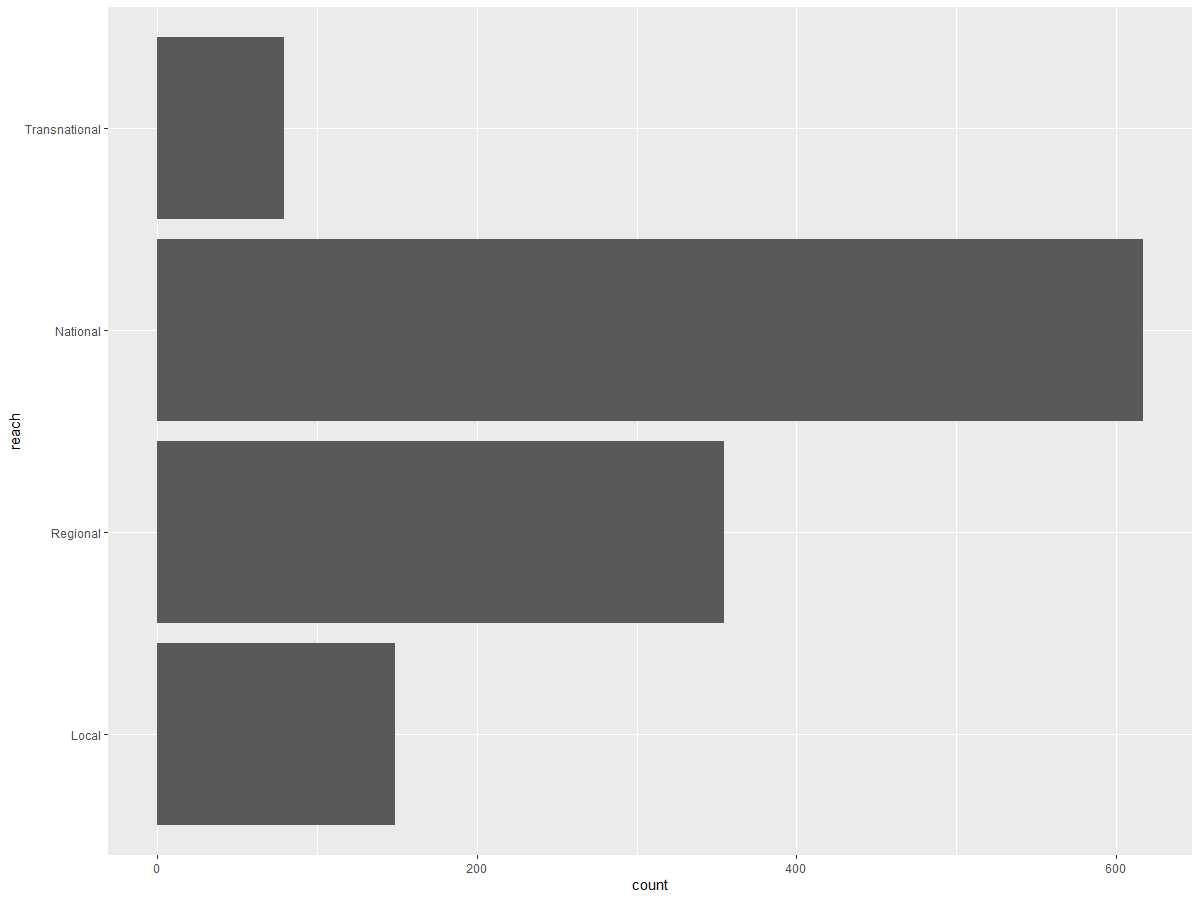 Transnational
National
Regional
Local
reach
0
200
400
600
count